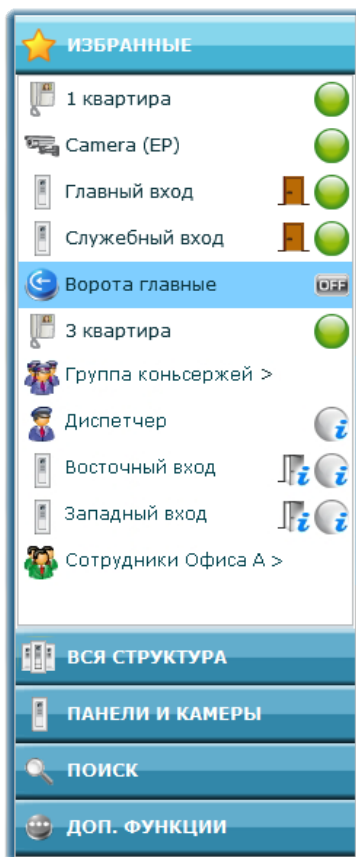 ИЗБРАННЫЕ
1 квартира
Camera (EP)
Главный вход
Служебный вход
Ворота главные OFF
3 квартира
Группа коньсержей >
Диспетчер i
Восточный вход i i
Западный вход i i
Сотрудники Офиса А >
ВСЯ СТРУКТУРА
ПАНЕЛИ И КАМЕРЫ
ПОИСК
ДОП. ФУНКЦИИ